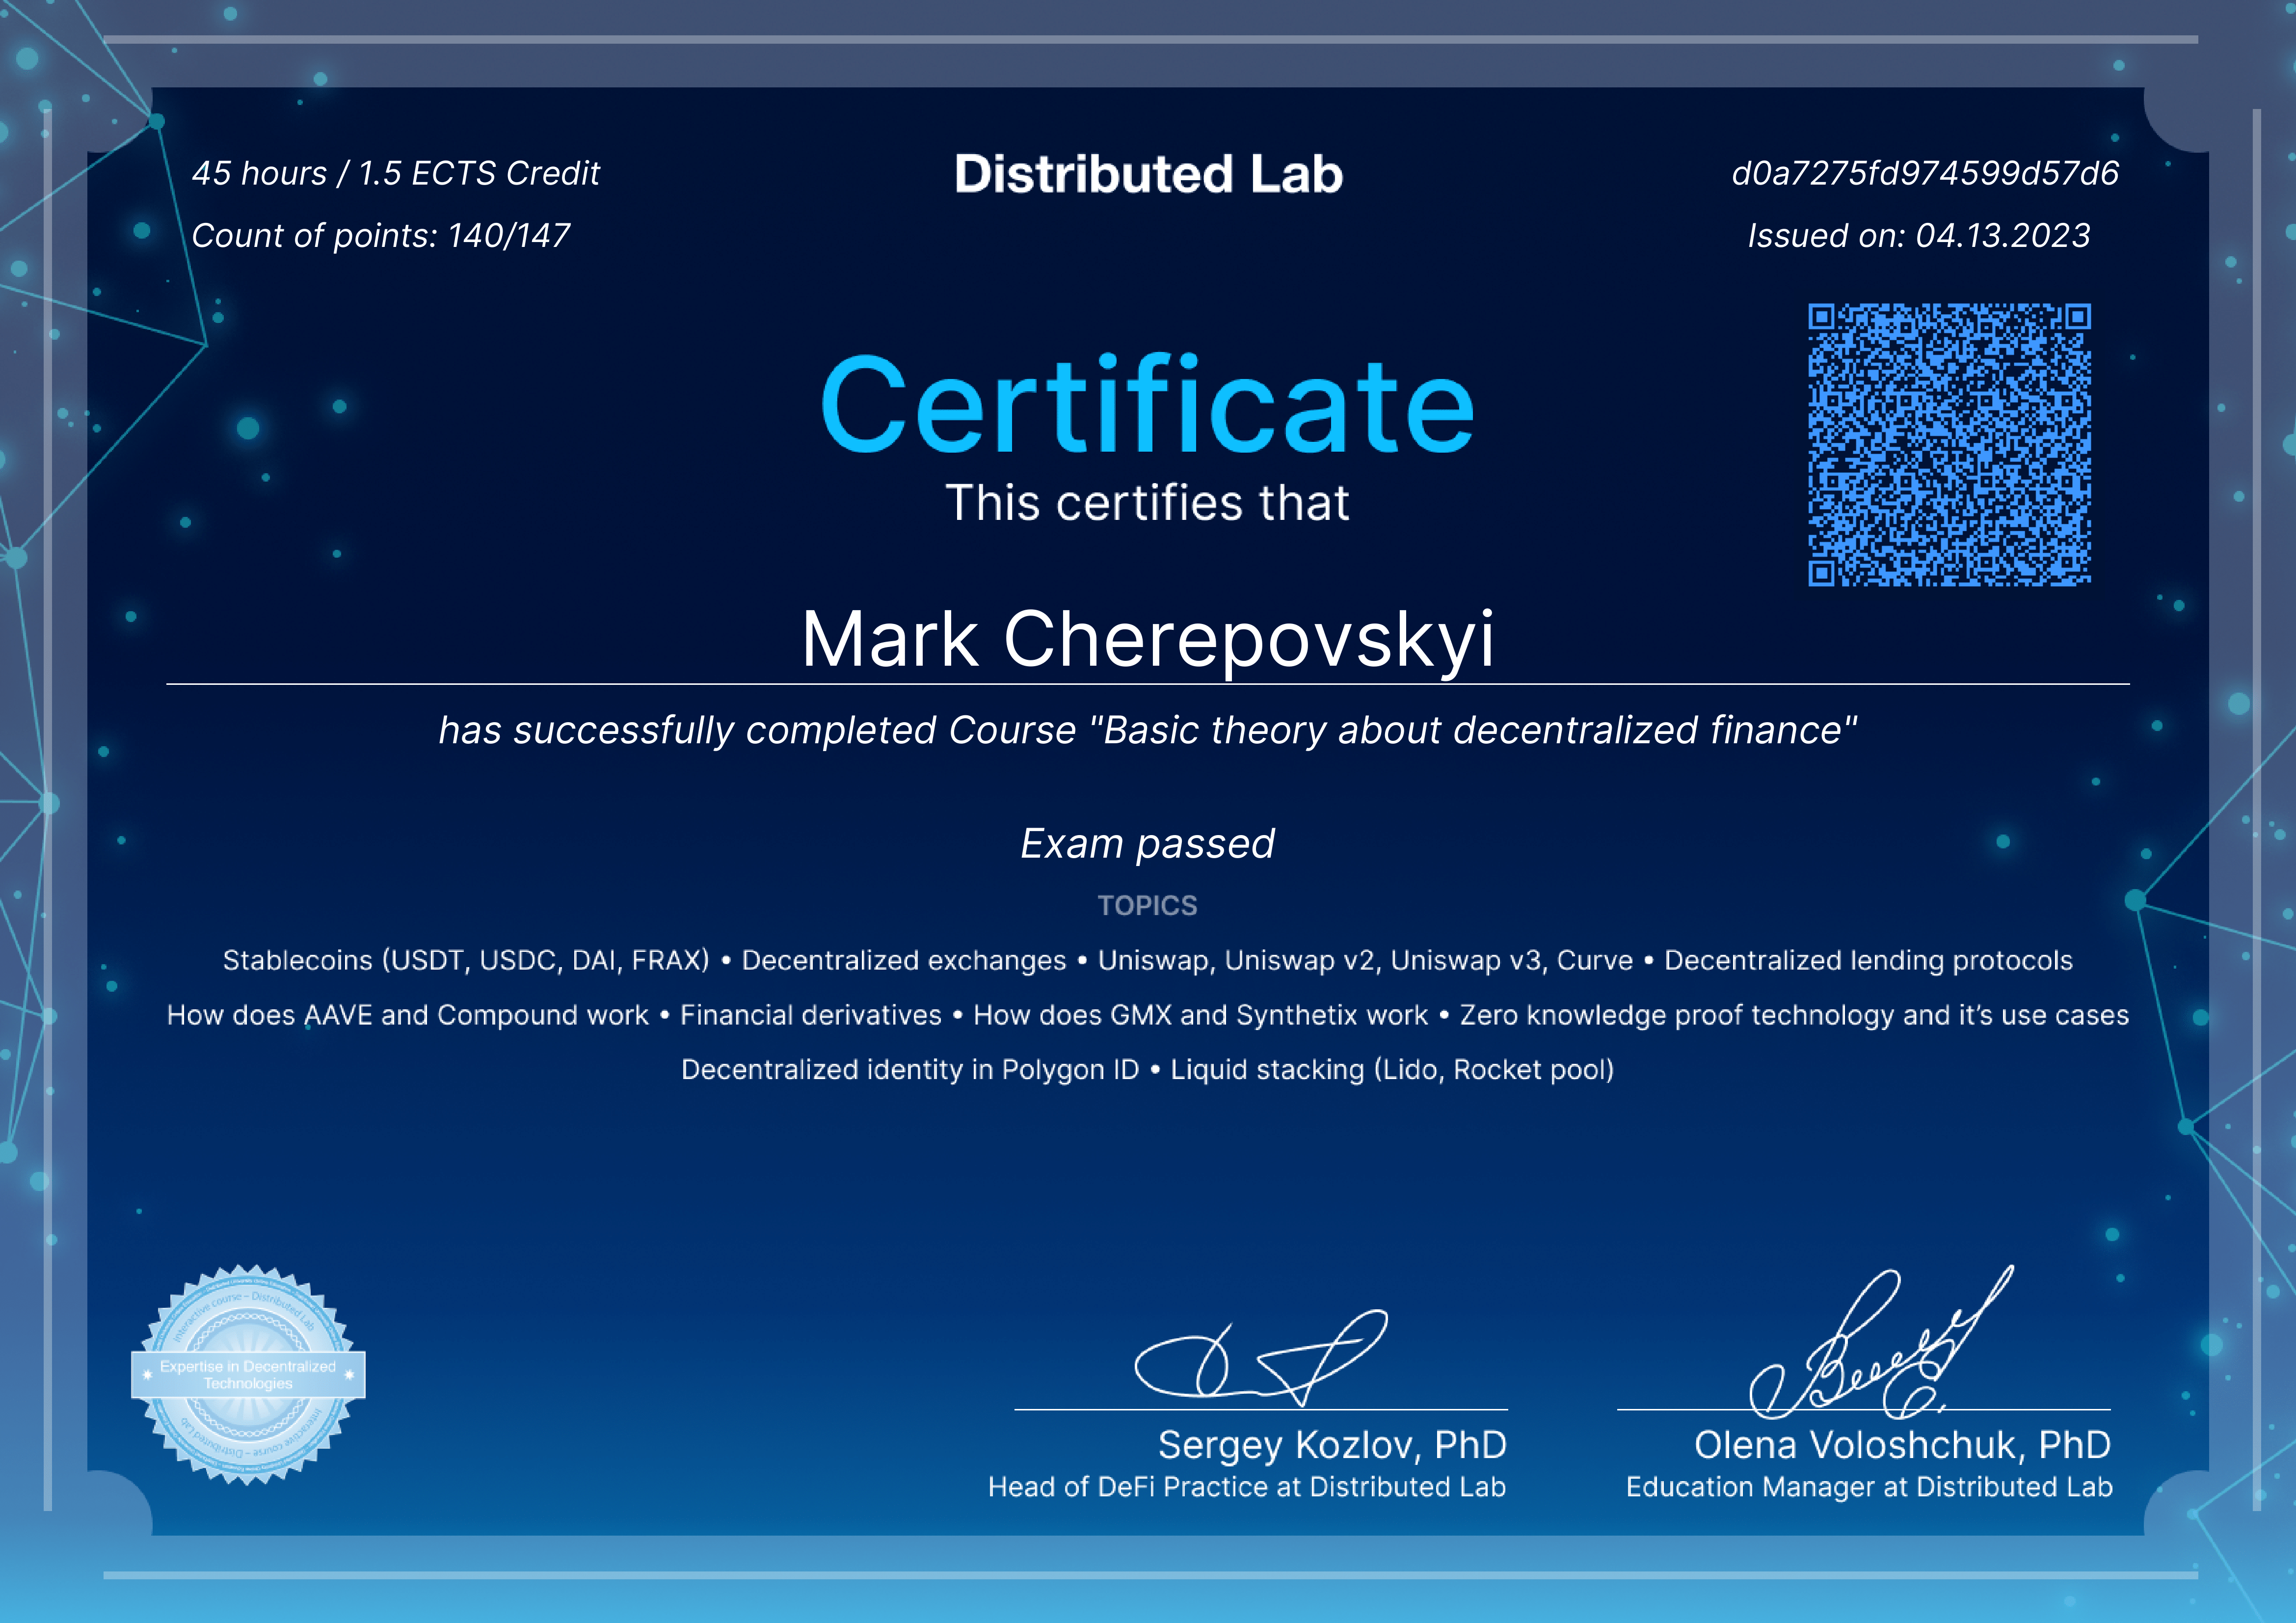 45 hours / 1.5 ECTS Credit
Count of points: 140/147
Distributed Lab
d0a7275fd974599d57d6
Issued on: 04.13.2023
Certificate
This certifies that
Mark Cherepovskyi
has successfully completed Course "Basic theory about decentralized finance"
Exam passed
TOPICS
Stablecoins (USDT, USDC, DAI, FRAX) • Decentralized exchanges • Uniswap, Uniswap v2, Uniswap v3, Curve • Decentralized lending protocols
How does AAVE and Compound work • Financial derivatives • How does GMX and Synthetix work • Zero knowledge proof technology and it’s use cases
Decentralized identity in Polygon ID • Liquid stacking (Lido, Rocket pool)
Interactive course – Distributed Lab
Expertise in Decentralized
Technologies
Interactive course – Distributed Lab
Sergey Kozlov, PhD
Head of DeFi Practice at Distributed Lab
Olena Voloshchuk, PhD
Education Manager at Distributed Lab